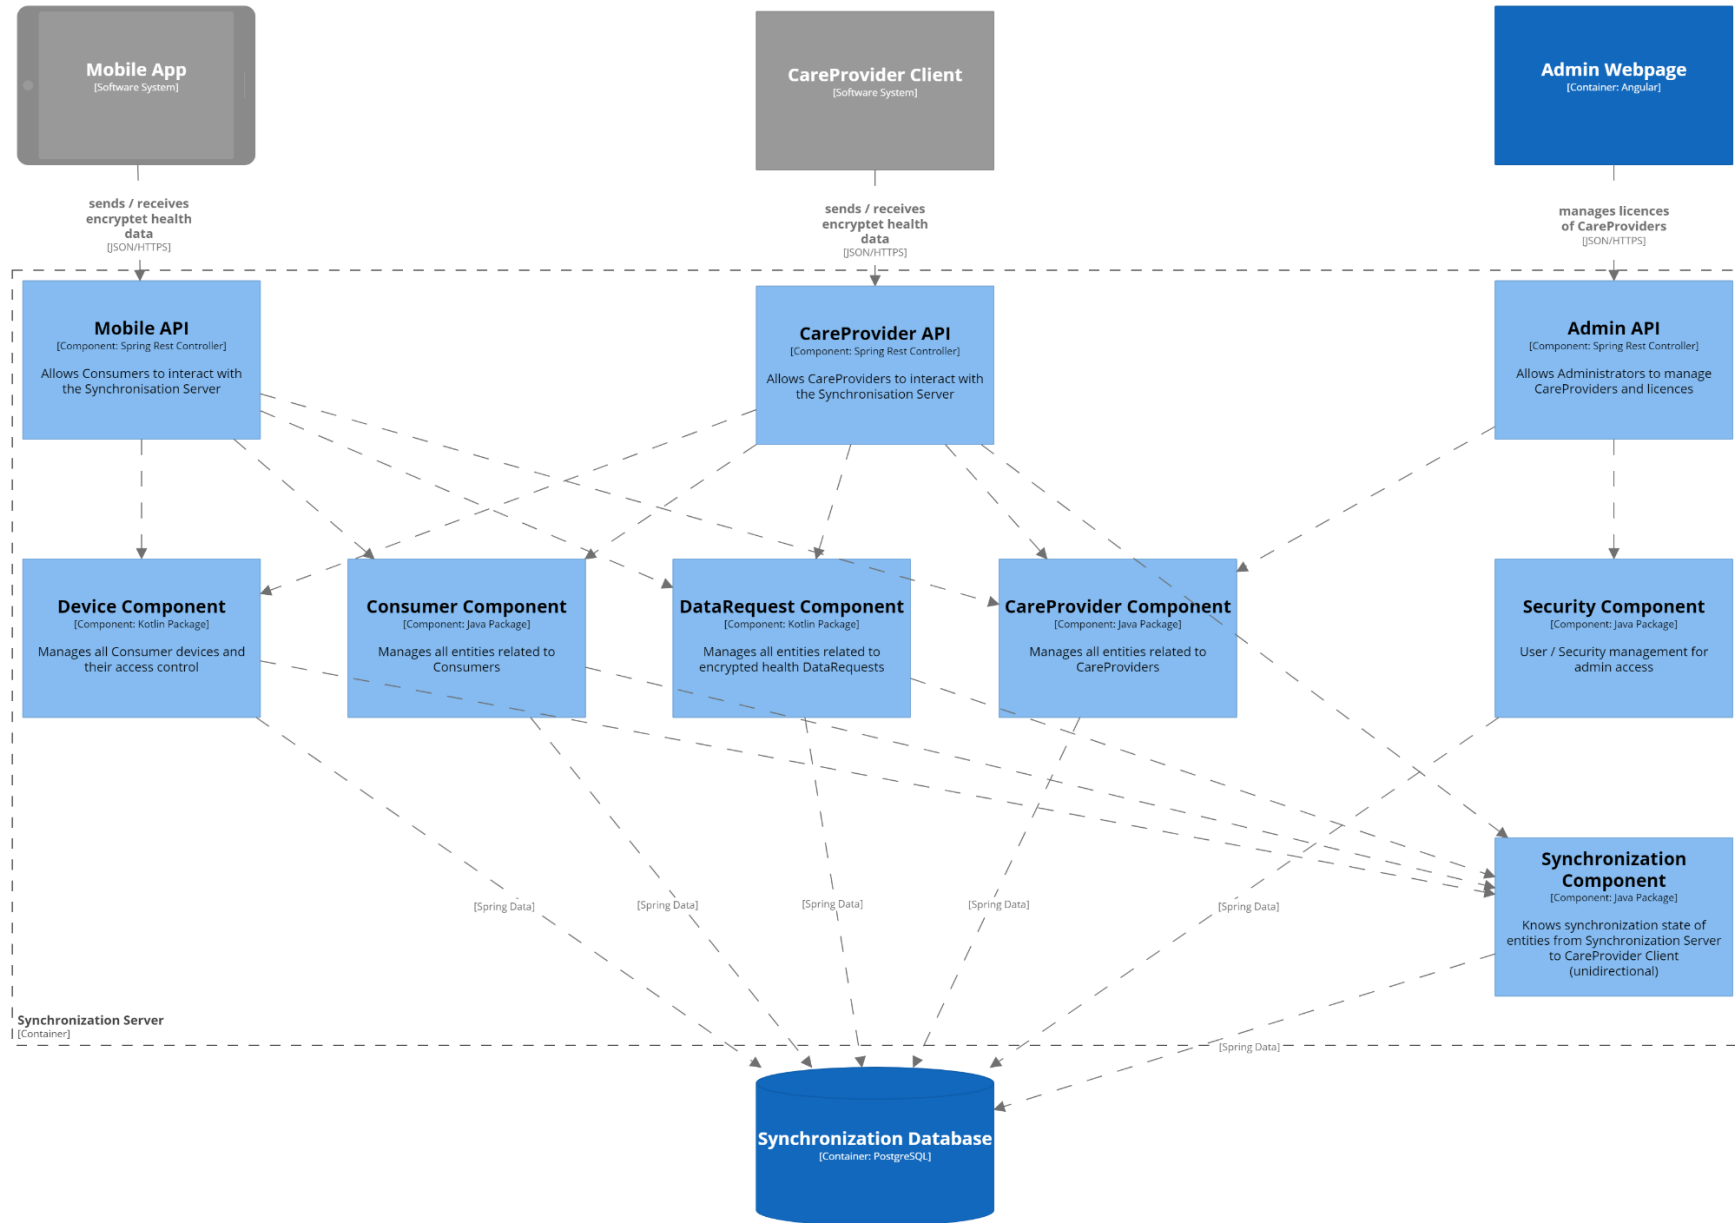 Mobile App
[Software System]
CareProvider Client
[Software System]
Admin Webpage
[Container: Angular]
sends / receives
encryptet health
data
[JSON/HTTPS]
sends / receives
encryptet health
data
[JSON/HTTPS]
manages licences
of CareProviders
[JSON/HTTPS]
Mobile API
[Component: Spring Rest Controller]
Allows Consumers to interact with
the Synchronisation Server
CareProvider API
[Component: Spring Rest Controller]
Allows CareProviders to interact with
the Synchronisation Server
Admin API
[Component: Spring Rest Controller]
Allows Administrators to manage
CareProviders and licences
Device Component
[Component: Kotlin Package]
Manages all Consumer devices and
their access control
Consumer Component
[Component: Java Package]
Manages all entities related to
Consumers
DataRequest Component
[Component: Kotlin Package]
Manages all entities related to
encrypted health DataRequests
CareProvider Component
[Component: Java Package]
Manages all entities related to
CareProviders
Security Component
[Component: Java Package]
User / Security management for
admin access
Synchronization
Component
[Component: Java Package]
Knows synchronization state of
entities from Synchronization Server
to CareProvider Client
(unidirectional)
[Spring Data]
[Spring Data]
[Spring Data]
[Spring Data]
[Spring Data]
Synchronization Server
[Container]
[Spring Data]
Synchronization Database
[Container: PostgreSQL]